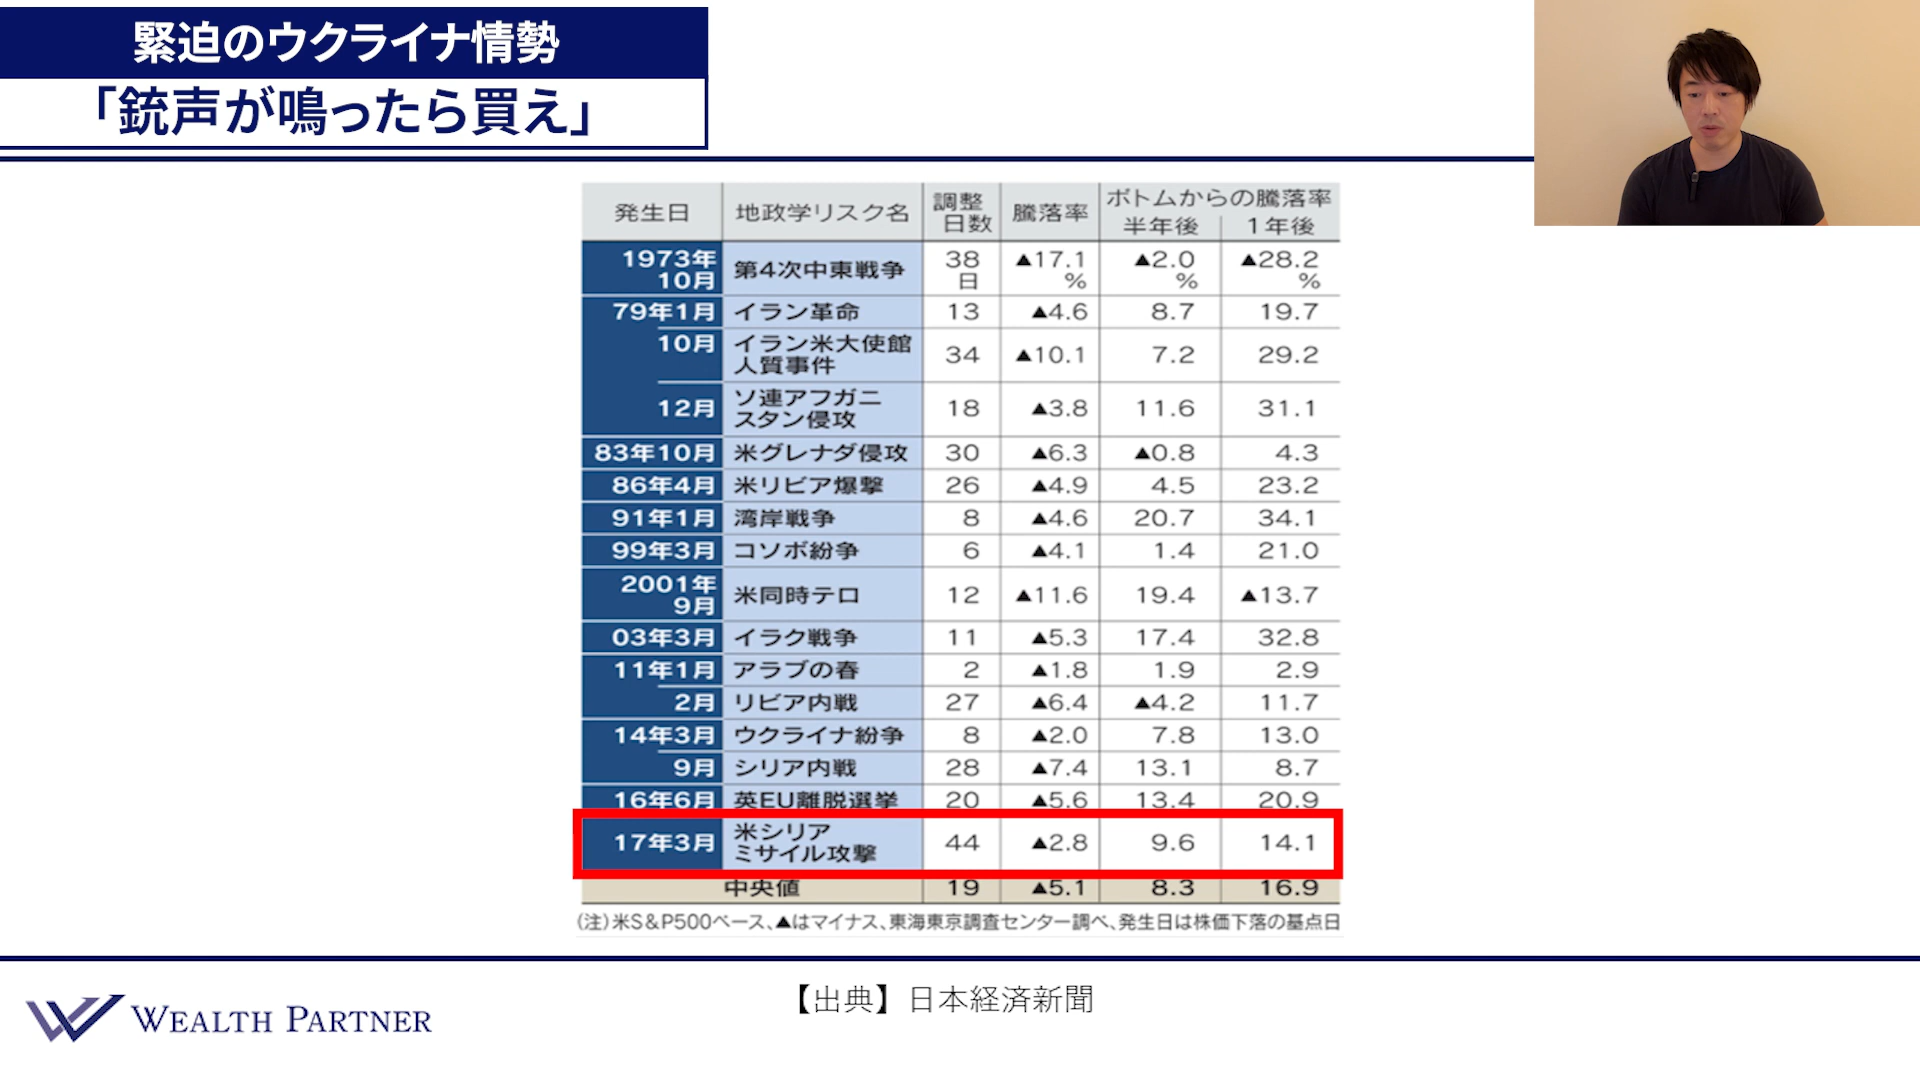 緊迫のウクライナ情勢
「銃声が鳴ったら買え」
発生日 地政学リスク名 調整日数 騰落率 ボトムからの騰落率 半年後 1年後
1973年10月 第4次中東戦争 38日 ▲17.1% ▲2.0% ▲28.2%
79年1月 イラン革命 13 ▲4.6 8.7 19.7
10月 イラン米大使館人質事件 34 ▲10.1 7.2 29.2
12月 ソ連アフガニスタン侵攻 18 ▲3.8 11.6 31.1
83年10月 米グレナダ侵攻 30 ▲6.3 ▲0.8 4.3
86年4月 米リビア爆撃 26 ▲4.9 4.5 23.2
91年1月 湾岸戦争 8 ▲4.6 20.7 34.1
99年3月 コソボ紛争 6 ▲4.1 1.4 21.0
2001年9月 米同時テロ 12 ▲11.6 19.4 ▲13.7
03年3月 イラク戦争 11 ▲5.3 17.4 32.8
11年1月 アラブの春 2 ▲1.8 1.9 2.9
2月 リビア内戦 27 ▲6.4 ▲4.2 11.7
14年3月 ウクライナ紛争 8 ▲2.0 7.8 13.0
9月 シリア内戦 28 ▲7.4 13.1 8.7
16年6月 英EU離脱選挙 20 ▲5.6 13.4 20.9
17年3月 米シリアミサイル攻撃 44 ▲2.8 9.6 14.1
中央値 19 ▲5.1 8.3 16.9
(注)米S&P500ベース、▲はマイナス、東海東京調査センター調べ、発生日は株価下落の基点日
【出典】日本経済新聞
WEALTH PARTNER